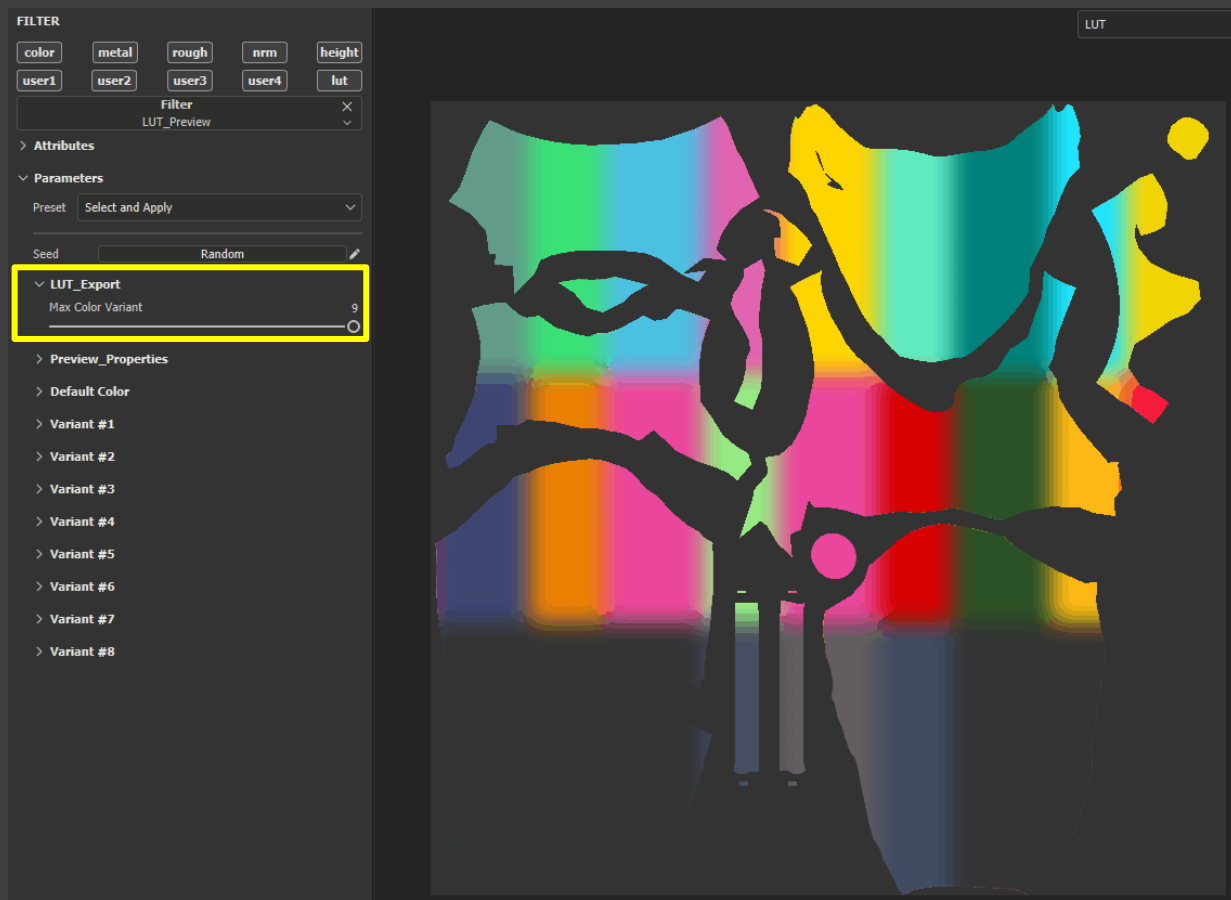 FILTER
color metal rough nrm height
user1 user2 user3 user4 lut
Filter
LUT_Preview
Attributes
Parameters
Preset Select and Apply
Seed Random
LUT_Export
Max Color Variant 9
Preview_Properties
Default Color
Variant #1
Variant #2
Variant #3
Variant #4
Variant #5
Variant #6
Variant #7
Variant #8
LUT